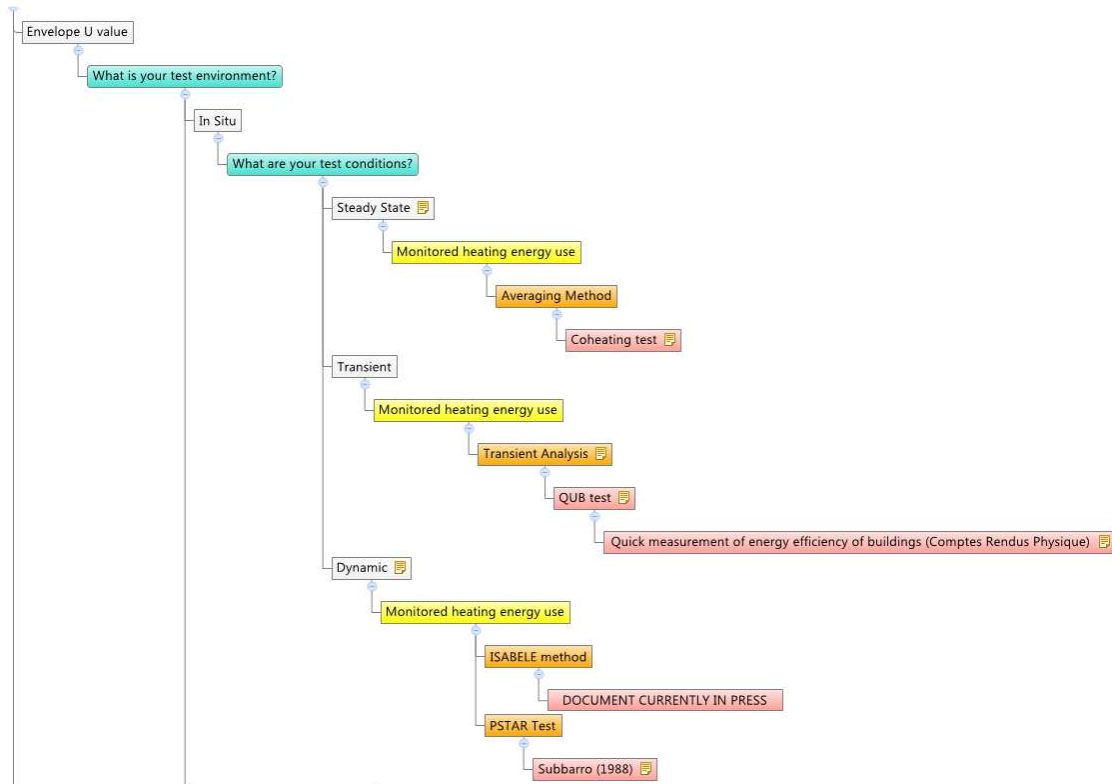 Envelope U value
What is your test environment?
In Situ
What are your test conditions?
Steady State
Monitored heating energy use
Averaging Method
Coheating test
Transient
Monitored heating energy use
Transient Analysis
QUB test
Quick measurement of energy efficiency of buildings (Comptes Rendus Physique)
Dynamic
Monitored heating energy use
ISABELE method
DOCUMENT CURRENTLY IN PRESS
PSTAR Test
Subbarro (1988)